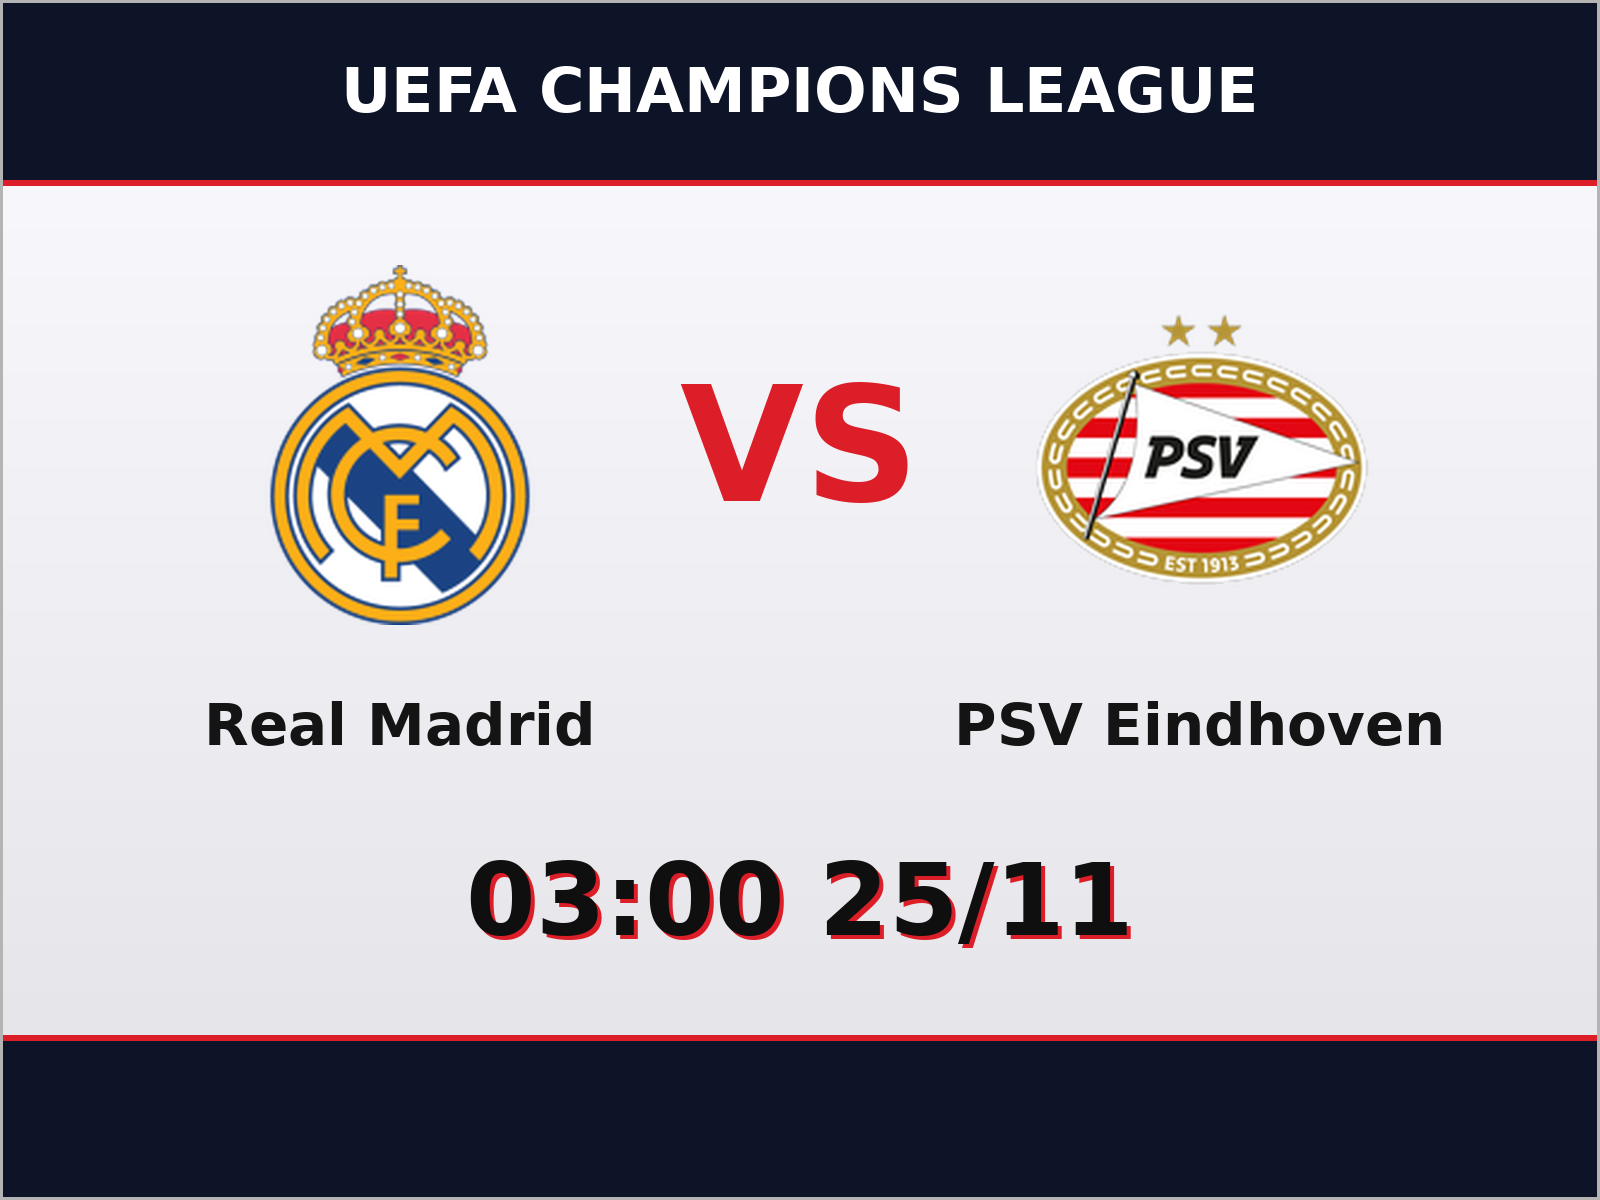 UEFA CHAMPIONS LEAGUE
VS
PSV
EST 1913
Real Madrid
PSV Eindhoven
03:00 25/11